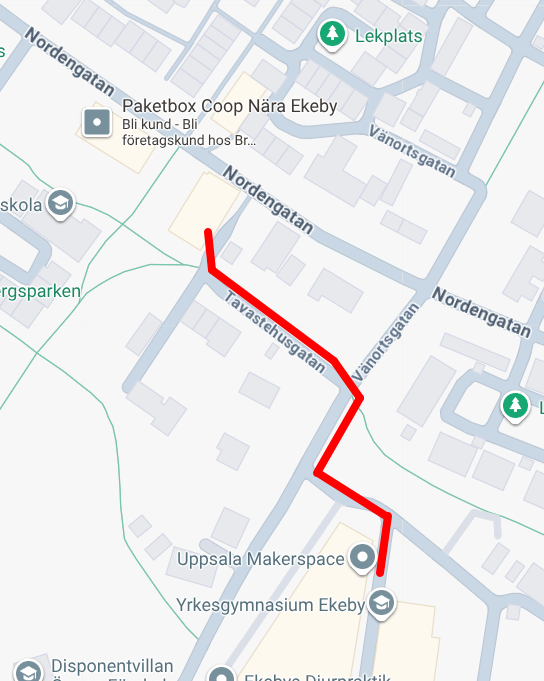 Nordengatan
Lekplats
s
Paketbox Coop Nära Ekeby
Bli kund - Bli
företagskund hos Br...
Vänortsgatan
Nordengatan
skola
ergsparken
Nordengatan
Tavastehusgatan
Vänortsgatan
L
Uppsala Makerspace
Yrkesgymnasium Ekeby
Disponentvillan
Ekebys Djurpraktik